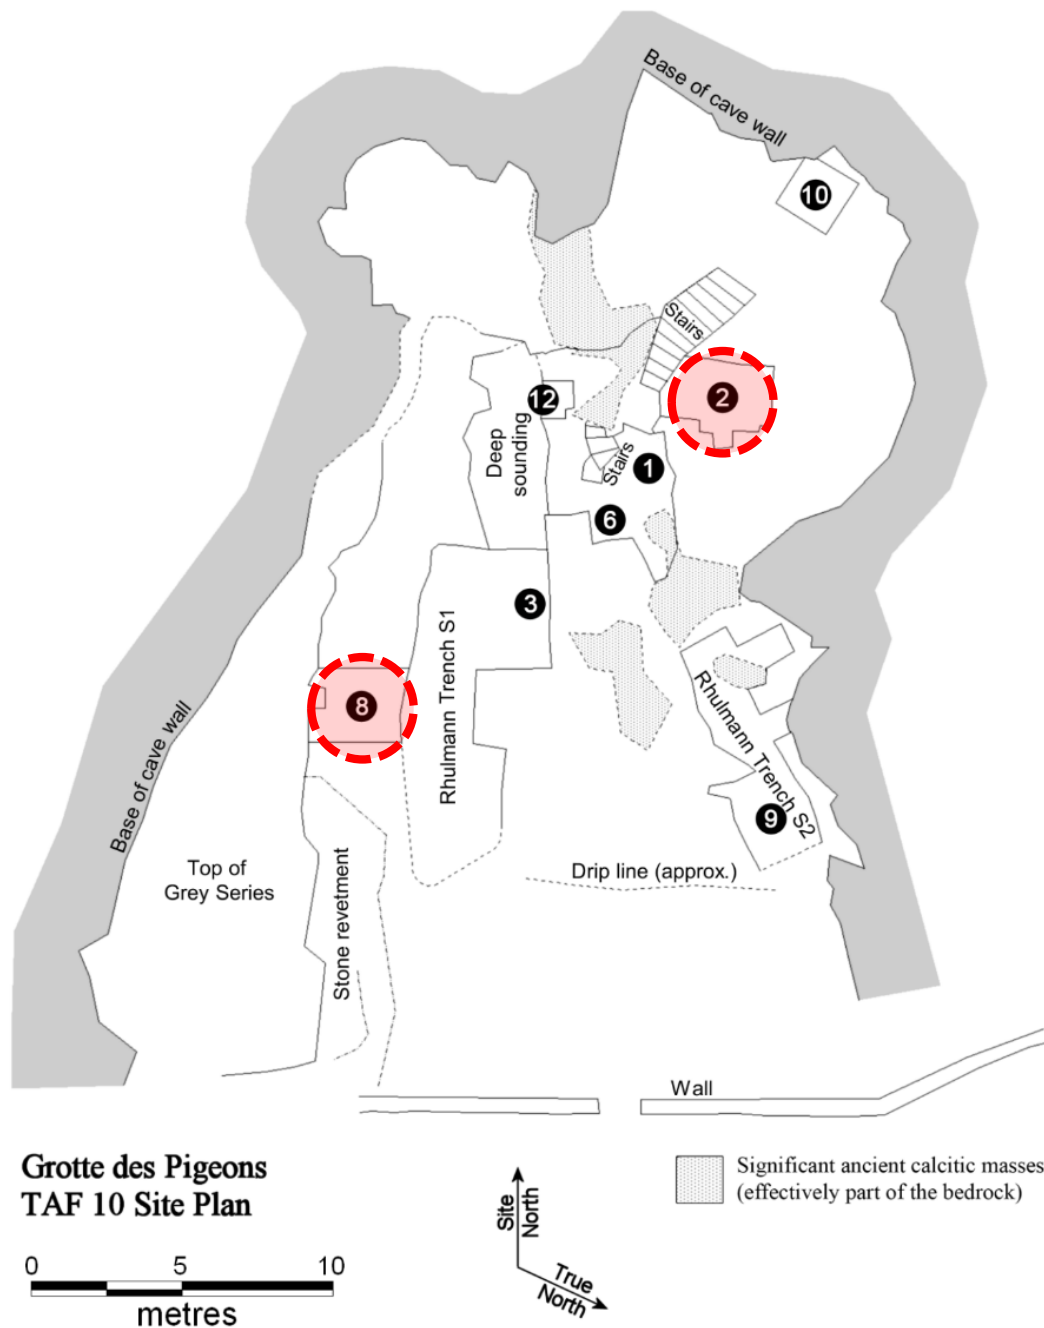 Base of cave wall
10
Stairs
2
12
Deep
sounding
Stairs
1
6
3
Rhulmann Trench S1
8
Rhulmann Trench S2
9
Base of cave wall
Top of
Grey Series
Stone revetment
Drip line (approx.)
Wall
Grotte des Pigeons
TAF 10 Site Plan
Site
North
True
North
Significant ancient calcitic masses
(effectively part of the bedrock)
0 5 10
metres